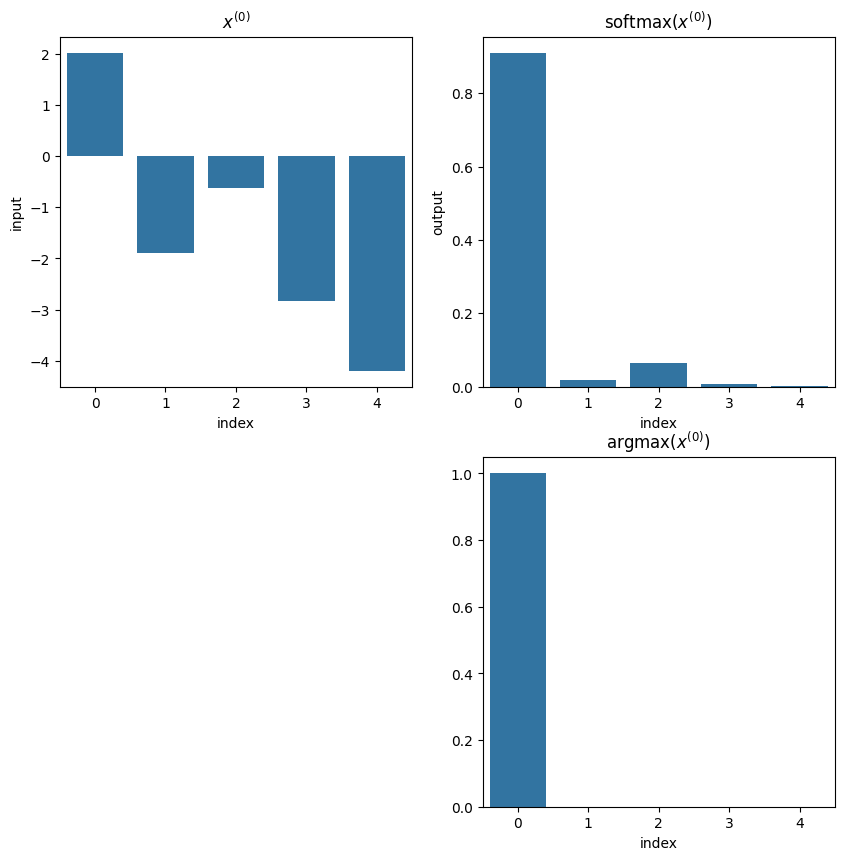 x^(0)
2
1
0
−1
−2
−3
−4
input
0 1 2 3 4
index
softmax(x^(0))
0.8
0.6
0.4
0.2
0.0
output
0 1 2 3 4
index
argmax(x^(0))
1.0
0.8
0.6
0.4
0.2
0.0
0 1 2 3 4
index